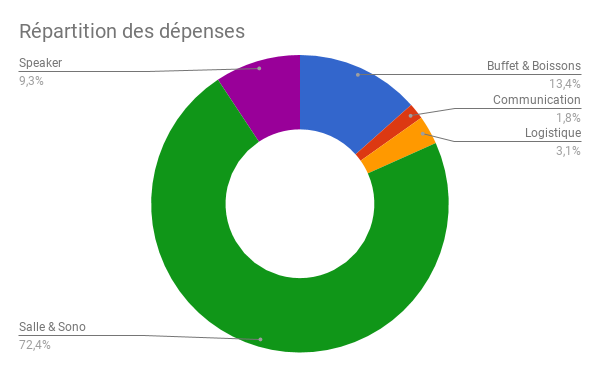 Répartition des dépenses
Speaker
9,3%
Buffet & Boissons
13,4%
Communication
1,8%
Logistique
3,1%
Salle & Sono
72,4%